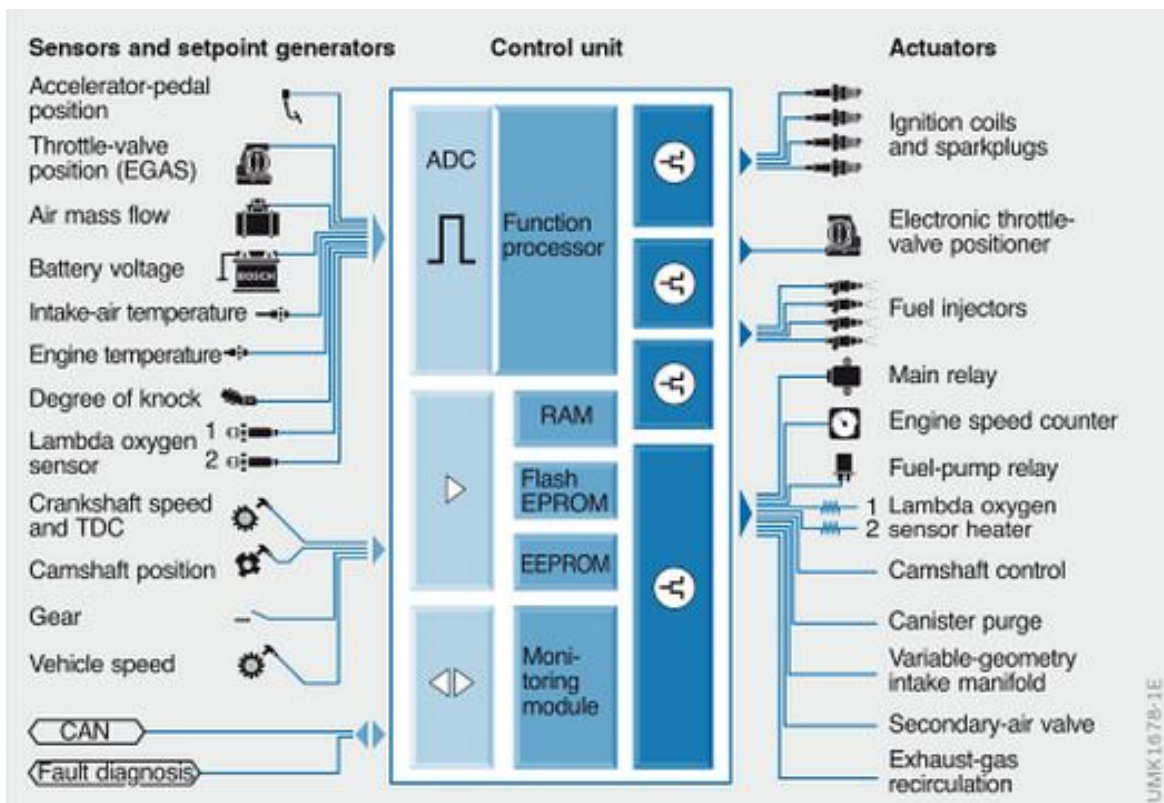 Sensors and setpoint generators
Control unit
Actuators
Accelerator-pedal
position
Throttle-valve
position (EGAS)
Air mass flow
Battery voltage
BOSCH
Intake-air temperature
Engine temperature
Degree of knock
Lambda oxygen 1
sensor 2
Crankshaft speed
and TDC
Camshaft position
Gear
Vehicle speed
CAN
Fault diagnosis
ADC
Function
processor
RAM
Flash
EPROM
EEPROM
Moni-
toring
module
Ignition coils
and sparkplugs
Electronic throttle-
valve positioner
Fuel injectors
Main relay
Engine speed counter
Fuel-pump relay
1 Lambda oxygen
2 sensor heater
Camshaft control
Canister purge
Variable-geometry
intake manifold
Secondary-air valve
Exhaust-gas
recirculation
UMK1678-1E